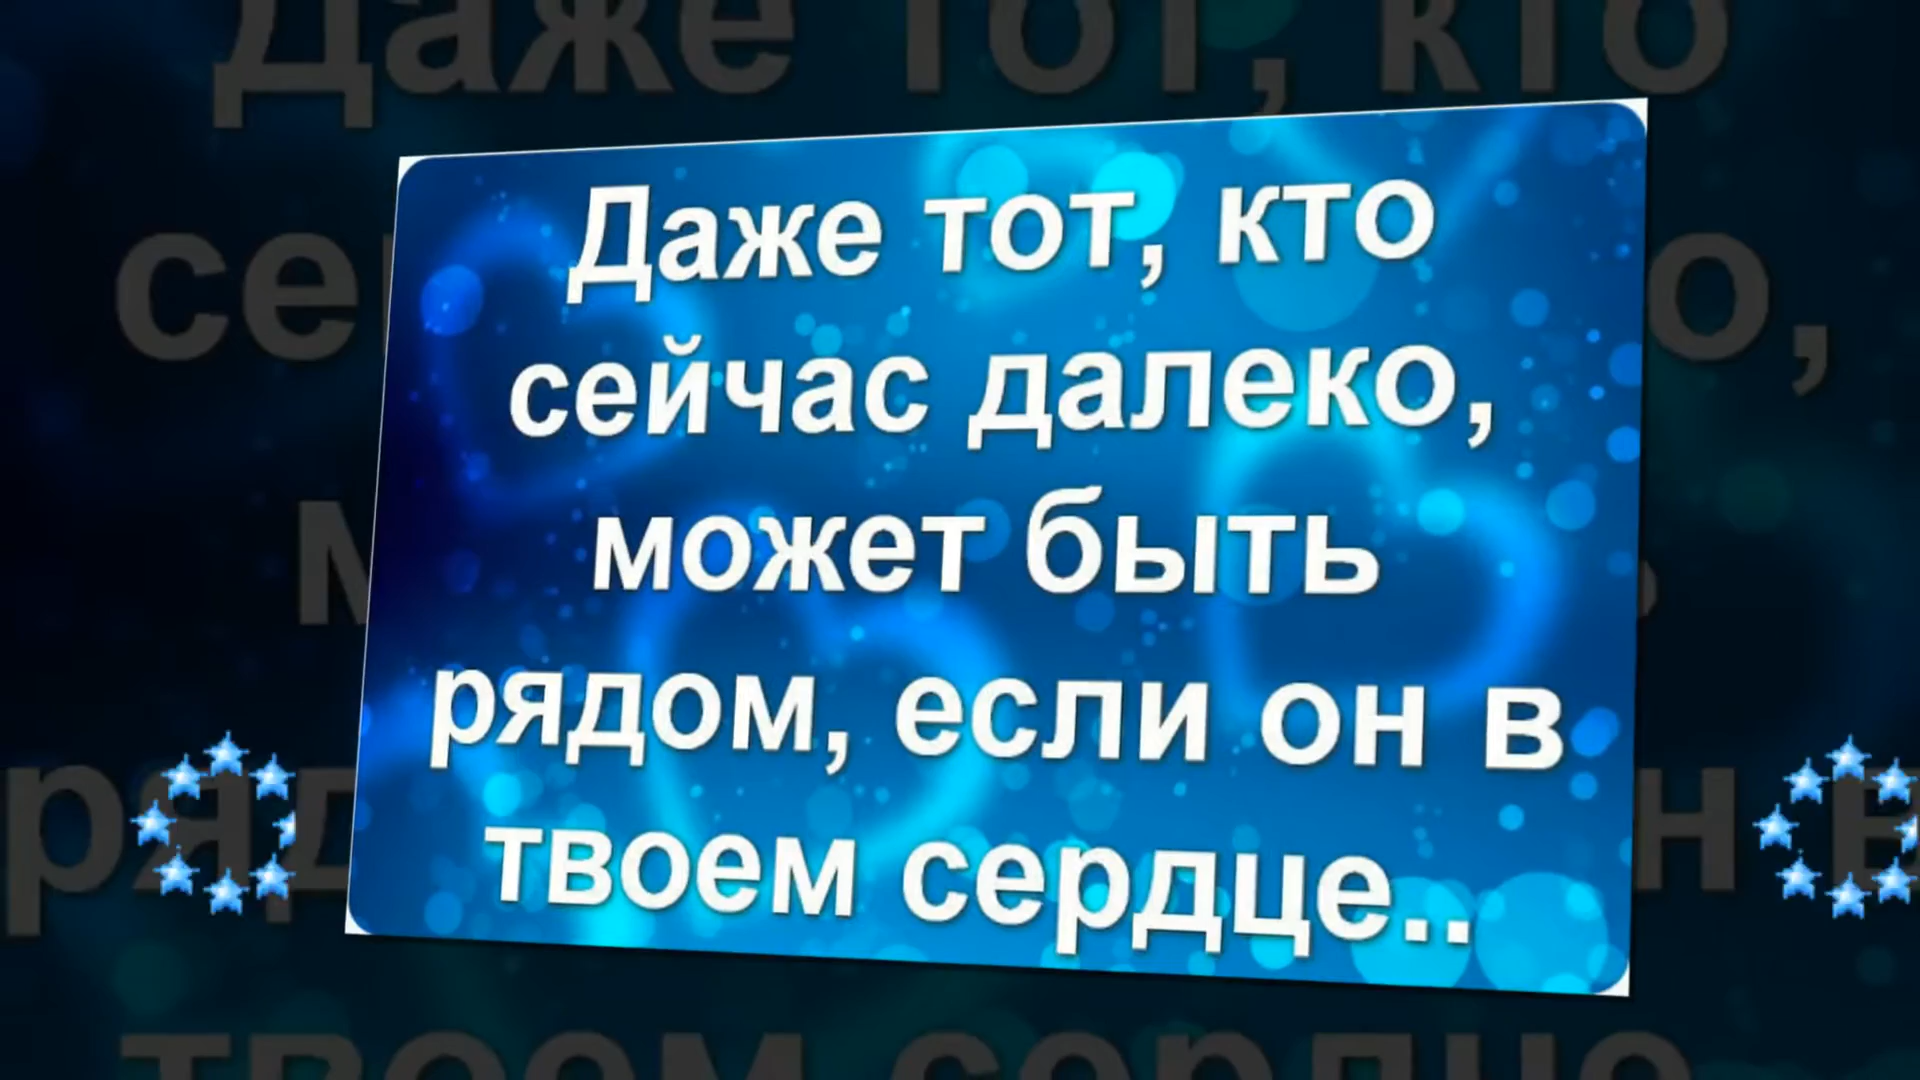 Даже тот, кто
сейчас далеко,
может быть
рядом, если он в
твоем сердце..